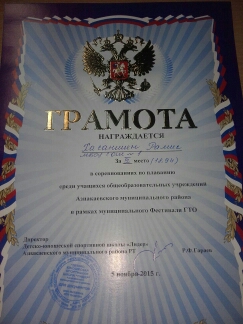 ГРАМОТА
НАГРАЖДАЕТСЯ
За III место
в соревнованиях по плаванию
среди учащихся общеобразовательных учреждений
Азнакаевского муниципального района
в рамках муниципального Фестиваля ГТО
Директор
Детско-юношеской спортивной школы «Лидер»
Азнакаевского муниципального района РТ
5 ноября 2015 г.